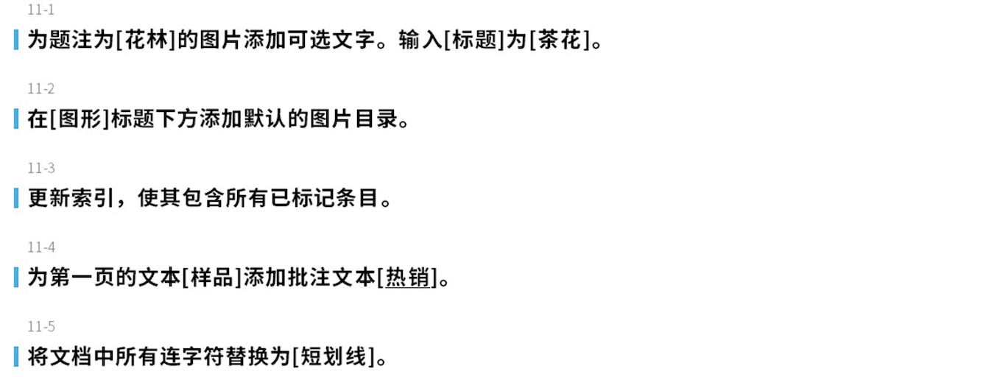 11-1
为题注为[花林]的图片添加可选文字。输入[标题]为[茶花]。
11-2
在[图形]标题下方添加默认的图片目录。
11-3
更新索引，使其包含所有已标记条目。
11-4
为第一页的文本[样品]添加批注文本[热销]。
11-5
将文档中所有连字符替换为[短划线]。